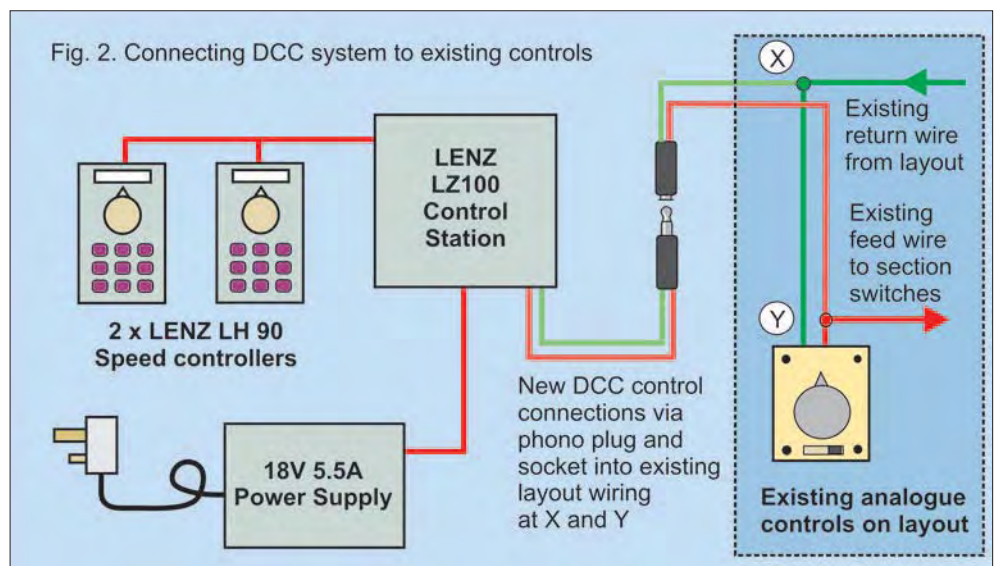 Fig. 2. Connecting DCC system to existing controls
X
Existing
return wire
from layout
LENZ
LZ100
Control
Station
Existing
feed wire
to section
switches
Y
2 x LENZ LH 90
Speed controllers
New DCC control
connections via
phono plug and
socket into existing
layout wiring
at X and Y
18V 5.5A
Power Supply
Existing analogue
controls on layout